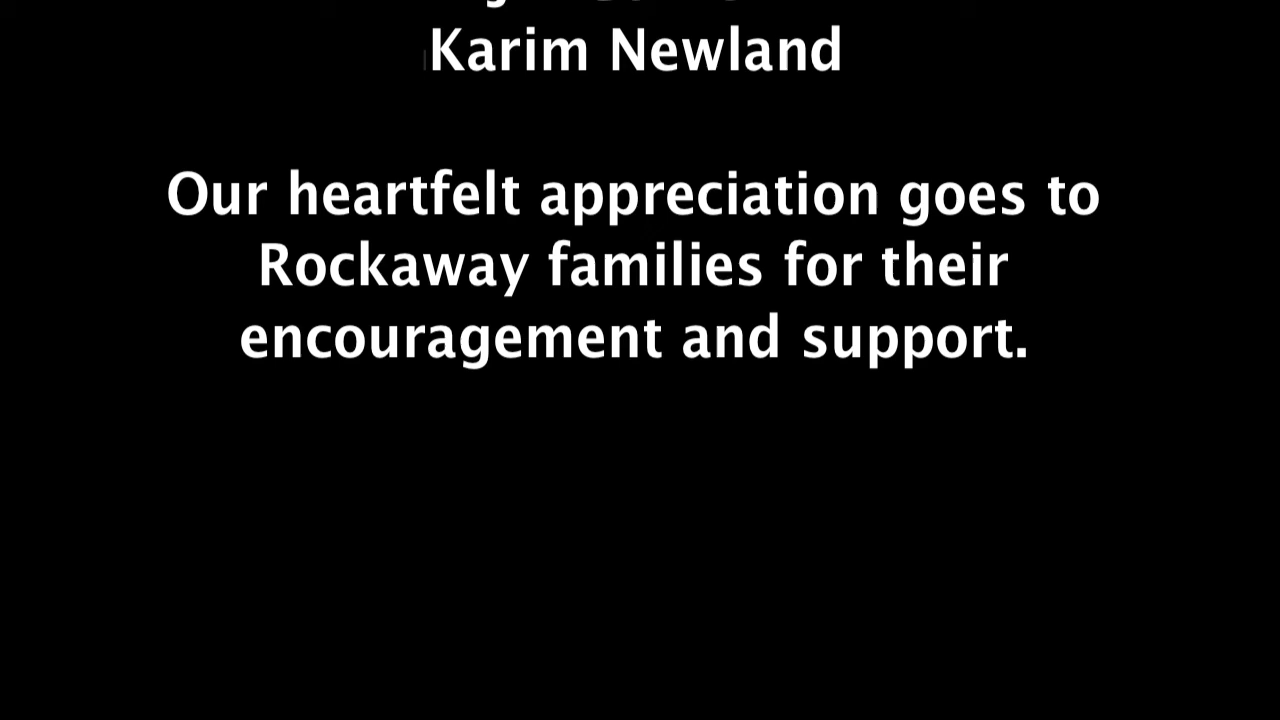 Karim Newland
Our heartfelt appreciation goes to
Rockaway families for their
encouragement and support.